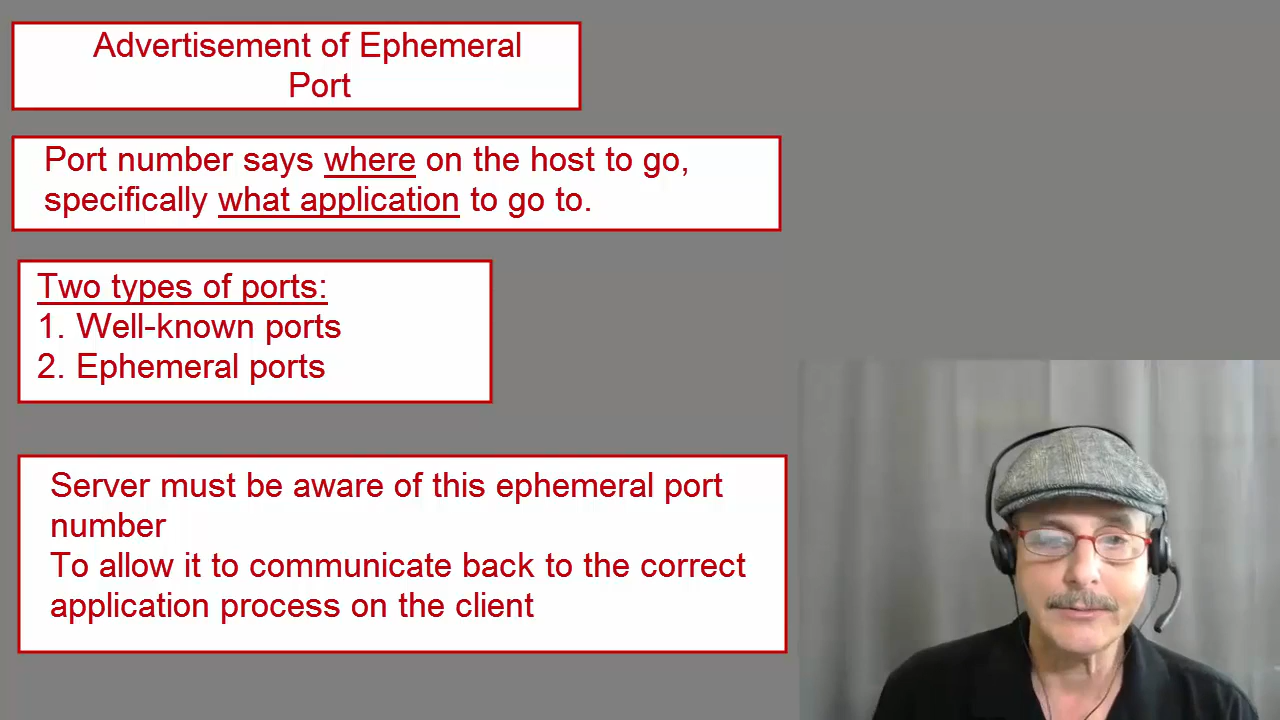 Advertisement of Ephemeral
Port
Port number says where on the host to go,
specifically what application to go to.
Two types of ports:
1. Well-known ports
2. Ephemeral ports
Server must be aware of this ephemeral port
number
To allow it to communicate back to the correct
application process on the client